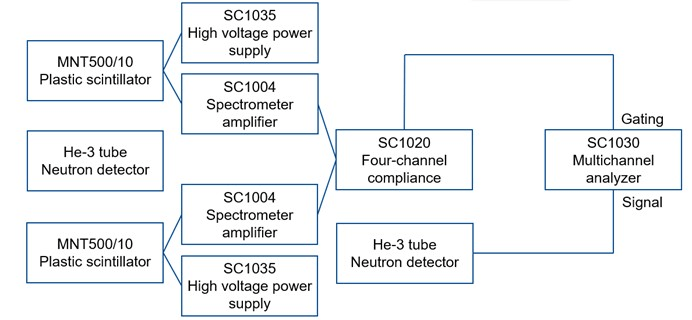 SC1035
High voltage power
supply
MNT500/10
Plastic scintillator
SC1004
Spectrometer
amplifier
He-3 tube
Neutron detector
SC1020
Four-channel
compliance
Gating
SC1030
Multichannel
analyzer
Signal
SC1004
Spectrometer
amplifier
MNT500/10
Plastic scintillator
He-3 tube
Neutron detector
SC1035
High voltage power
supply